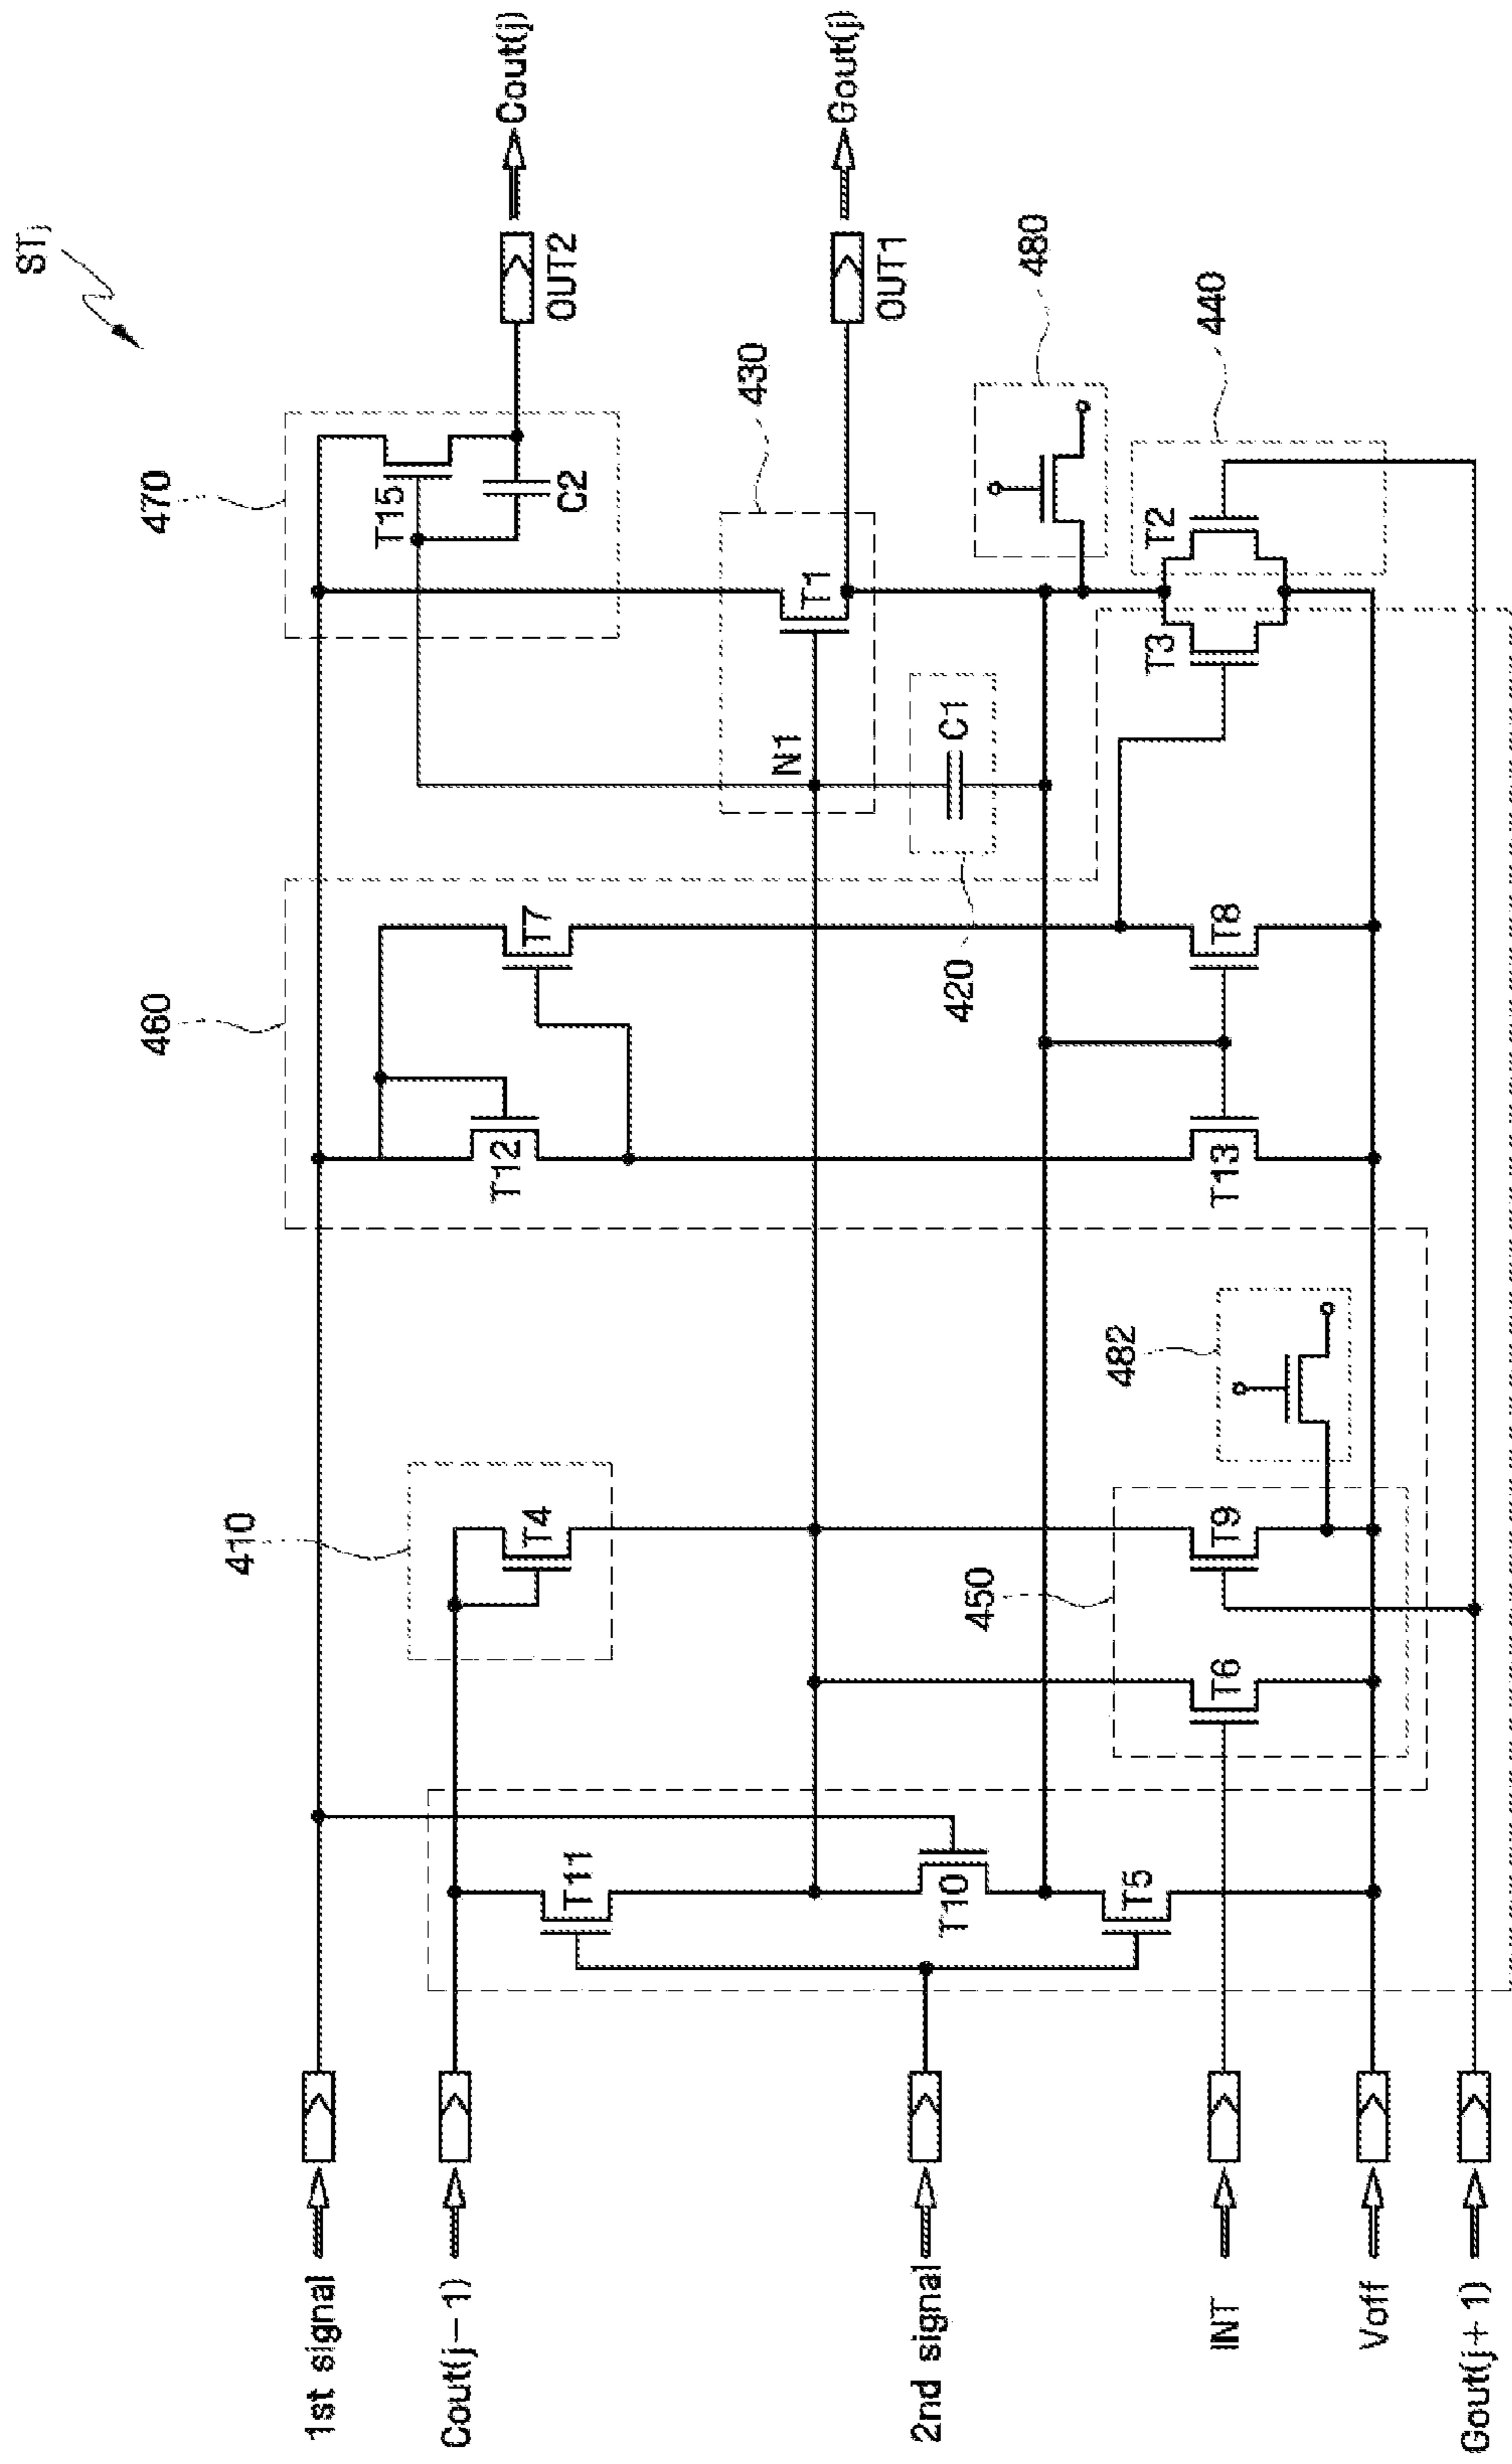 STj
1st signal
Cout(j−1)
2nd signal
INT
Voff
Gout(j+1)
410
T4
T11
T10
T5
450
T6
T9
482
460
T12
T7
T13
T8
420
C1
N1
430
T1
470
T15
C2
OUT2
Cout(j)
OUT1
Gout(j)
480
440
T3
T2